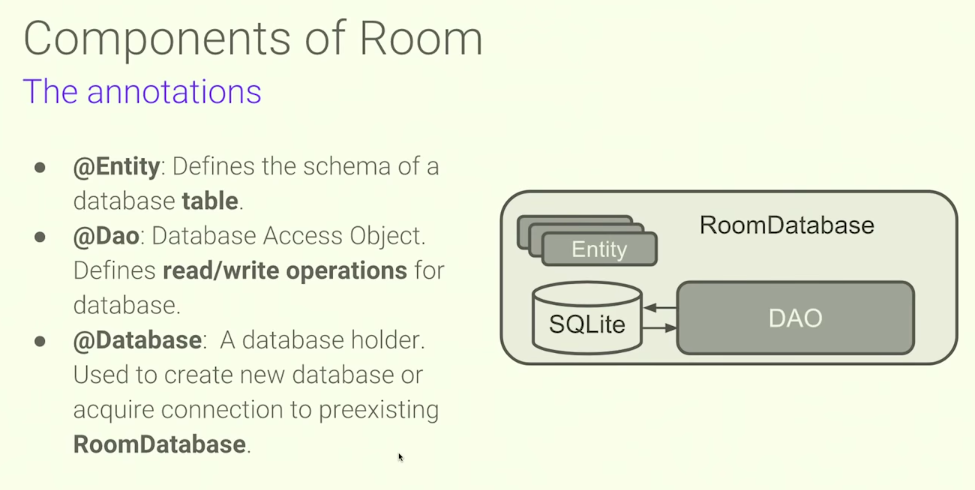 Components of Room
The annotations
● @Entity: Defines the schema of a
database table.
● @Dao: Database Access Object.
Defines read/write operations for
database.
● @Database:  A database holder.
Used to create new database or
acquire connection to preexisting
RoomDatabase.
RoomDatabase
Entity
SQLite
DAO